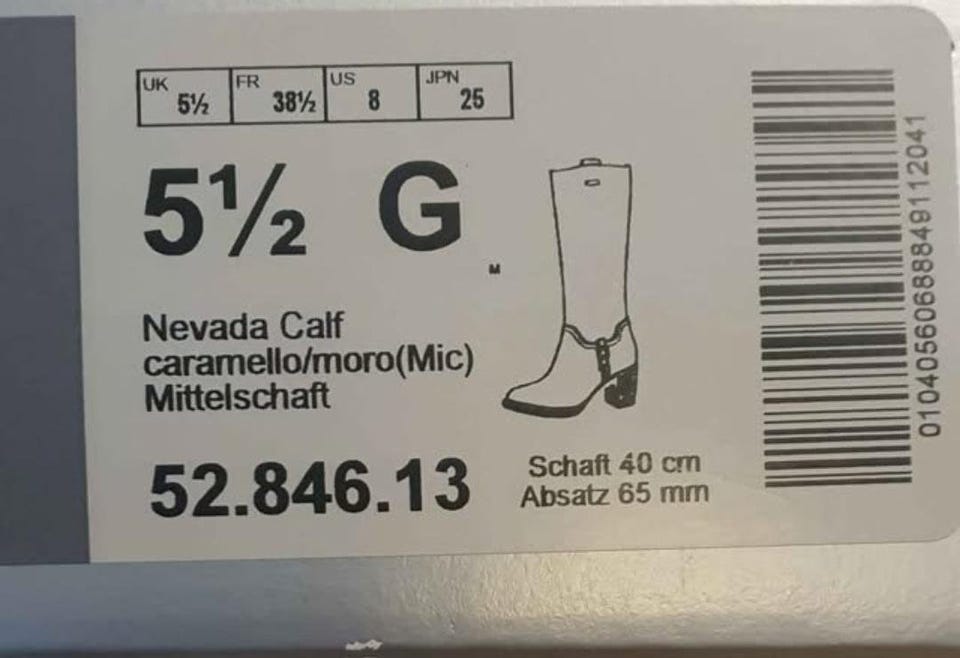 UK 5½ FR 38½ US 8 JPN 25
5½ G
M
Nevada Calf
caramello/moro(Mic)
Mittelschaft
52.846.13
Schaft 40 cm
Absatz 65 mm
01040560688849112041